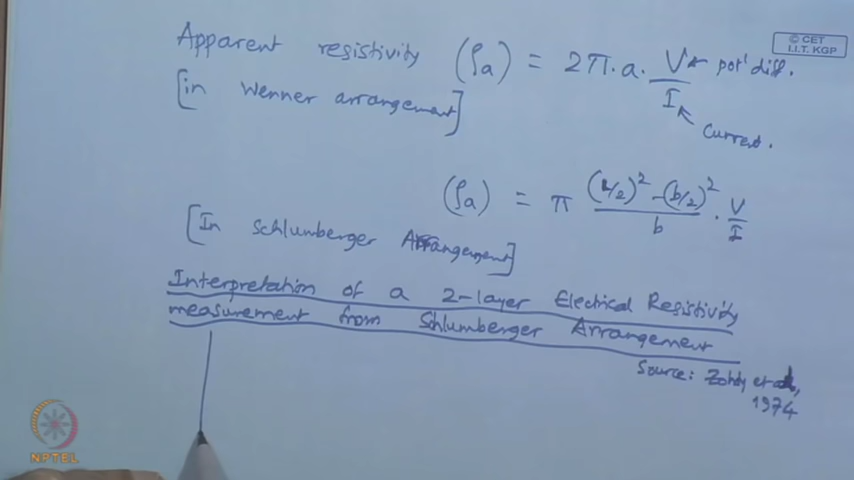 © CET
I.I.T. KGP
Apparent resistivity (ρa) = 2π.a. V/I ← pot' diff.
[in Wenner arrangement]
Current.
(ρa) = π (L/2)² - (b/2)² / b . V/I
[In Schlumberger Arrangement]
Interpretation of a 2-layer Electrical Resistivity
measurement from Schlumberger Arrangement
Source: Zohdy et al.,
1974
NPTEL